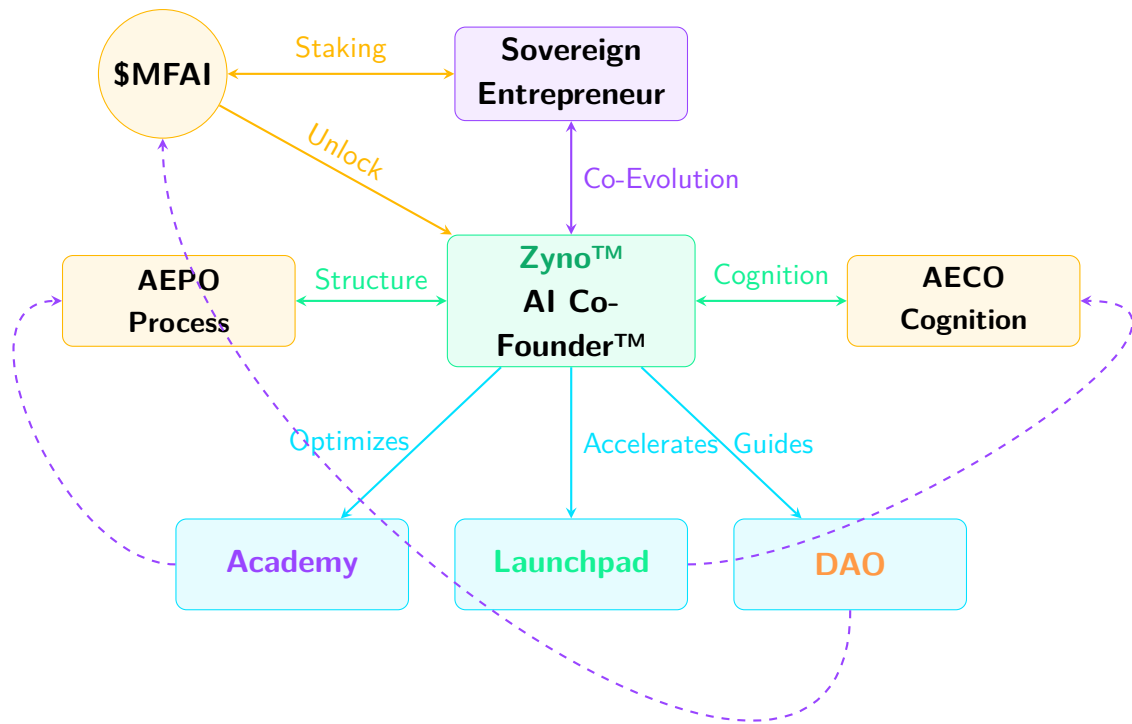 $MFAI
Staking
Sovereign
Entrepreneur
Unlock
Co-Evolution
AEPO
Process
Structure
Zyno™
AI Co-
Founder™
Cognition
AECO
Cognition
Optimizes
Accelerates
Guides
Academy
Launchpad
DAO